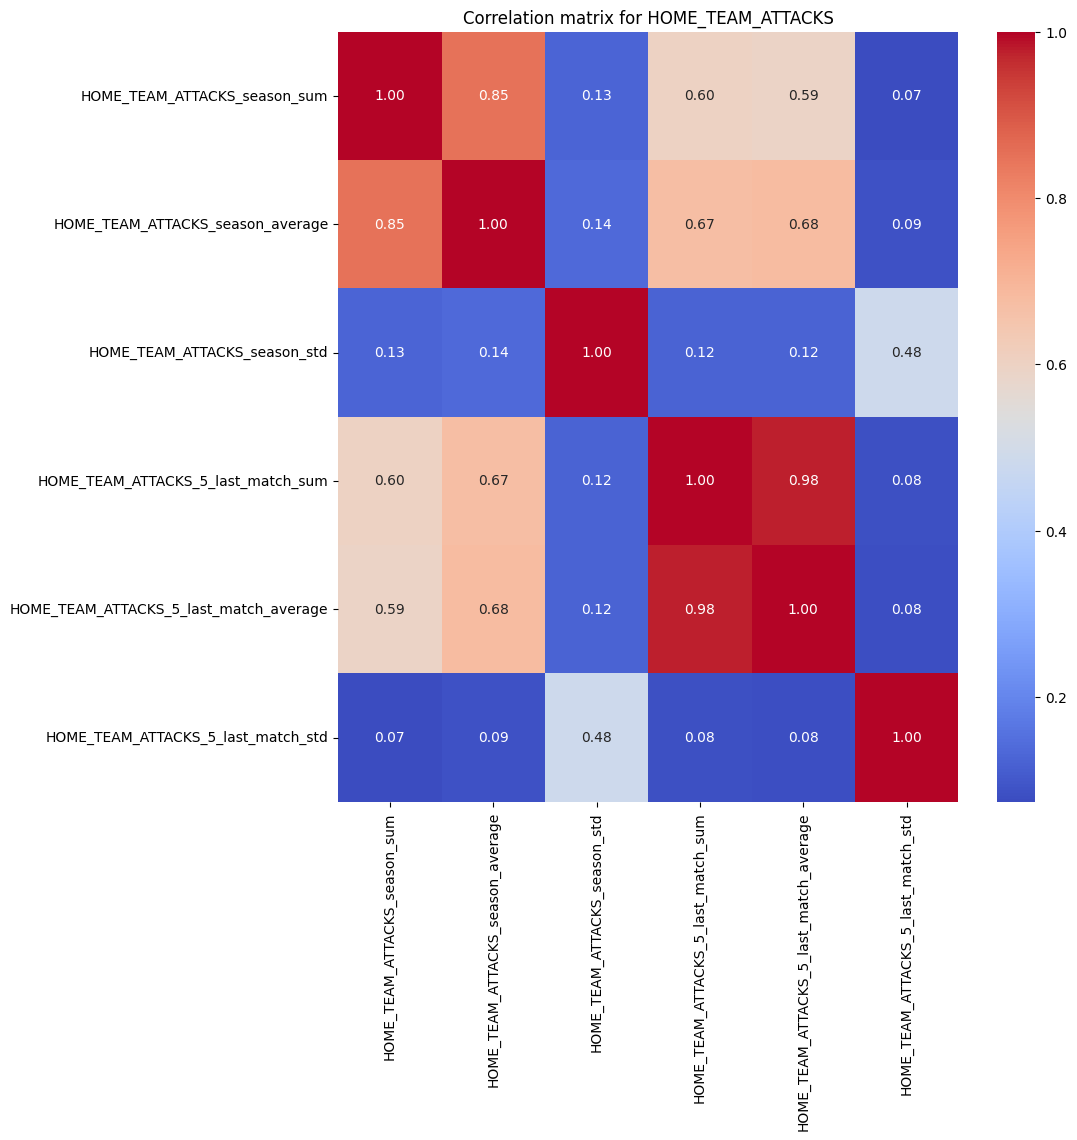 Correlation matrix for HOME_TEAM_ATTACKS
HOME_TEAM_ATTACKS_season_sum
1.00 0.85 0.13 0.60 0.59 0.07
HOME_TEAM_ATTACKS_season_average
0.85 1.00 0.14 0.67 0.68 0.09
HOME_TEAM_ATTACKS_season_std
0.13 0.14 1.00 0.12 0.12 0.48
HOME_TEAM_ATTACKS_5_last_match_sum
0.60 0.67 0.12 1.00 0.98 0.08
HOME_TEAM_ATTACKS_5_last_match_average
0.59 0.68 0.12 0.98 1.00 0.08
HOME_TEAM_ATTACKS_5_last_match_std
0.07 0.09 0.48 0.08 0.08 1.00
HOME_TEAM_ATTACKS_season_sum
HOME_TEAM_ATTACKS_season_average
HOME_TEAM_ATTACKS_season_std
HOME_TEAM_ATTACKS_5_last_match_sum
HOME_TEAM_ATTACKS_5_last_match_average
HOME_TEAM_ATTACKS_5_last_match_std
1.0
0.8
0.6
0.4
0.2